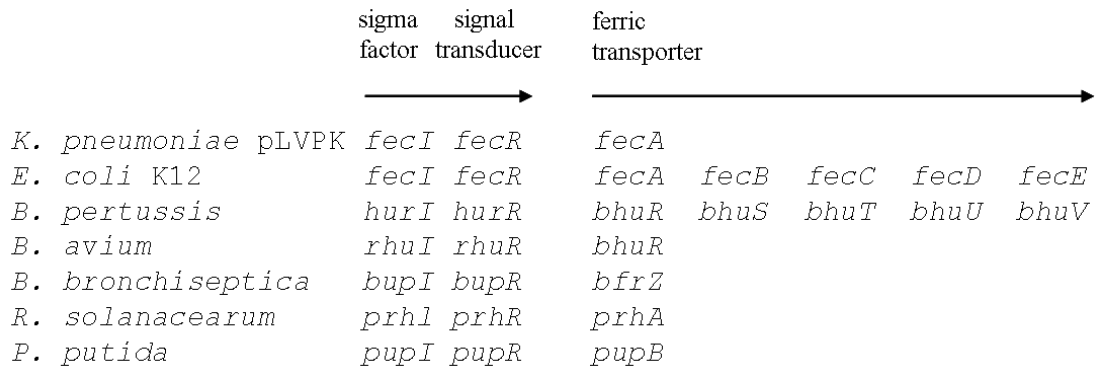 sigma signal ferric
factor transducer transporter
K. pneumoniae pLVPK fecI fecR fecA
E. coli K12 fecI fecR fecA fecB fecC fecD fecE
B. pertussis hurI hurR bhuR bhuS bhuT bhuU bhuV
B. avium rhuI rhuR bhuR
B. bronchiseptica bupI bupR bfrZ
R. solanacearum prhl prhR prhA
P. putida pupI pupR pupB